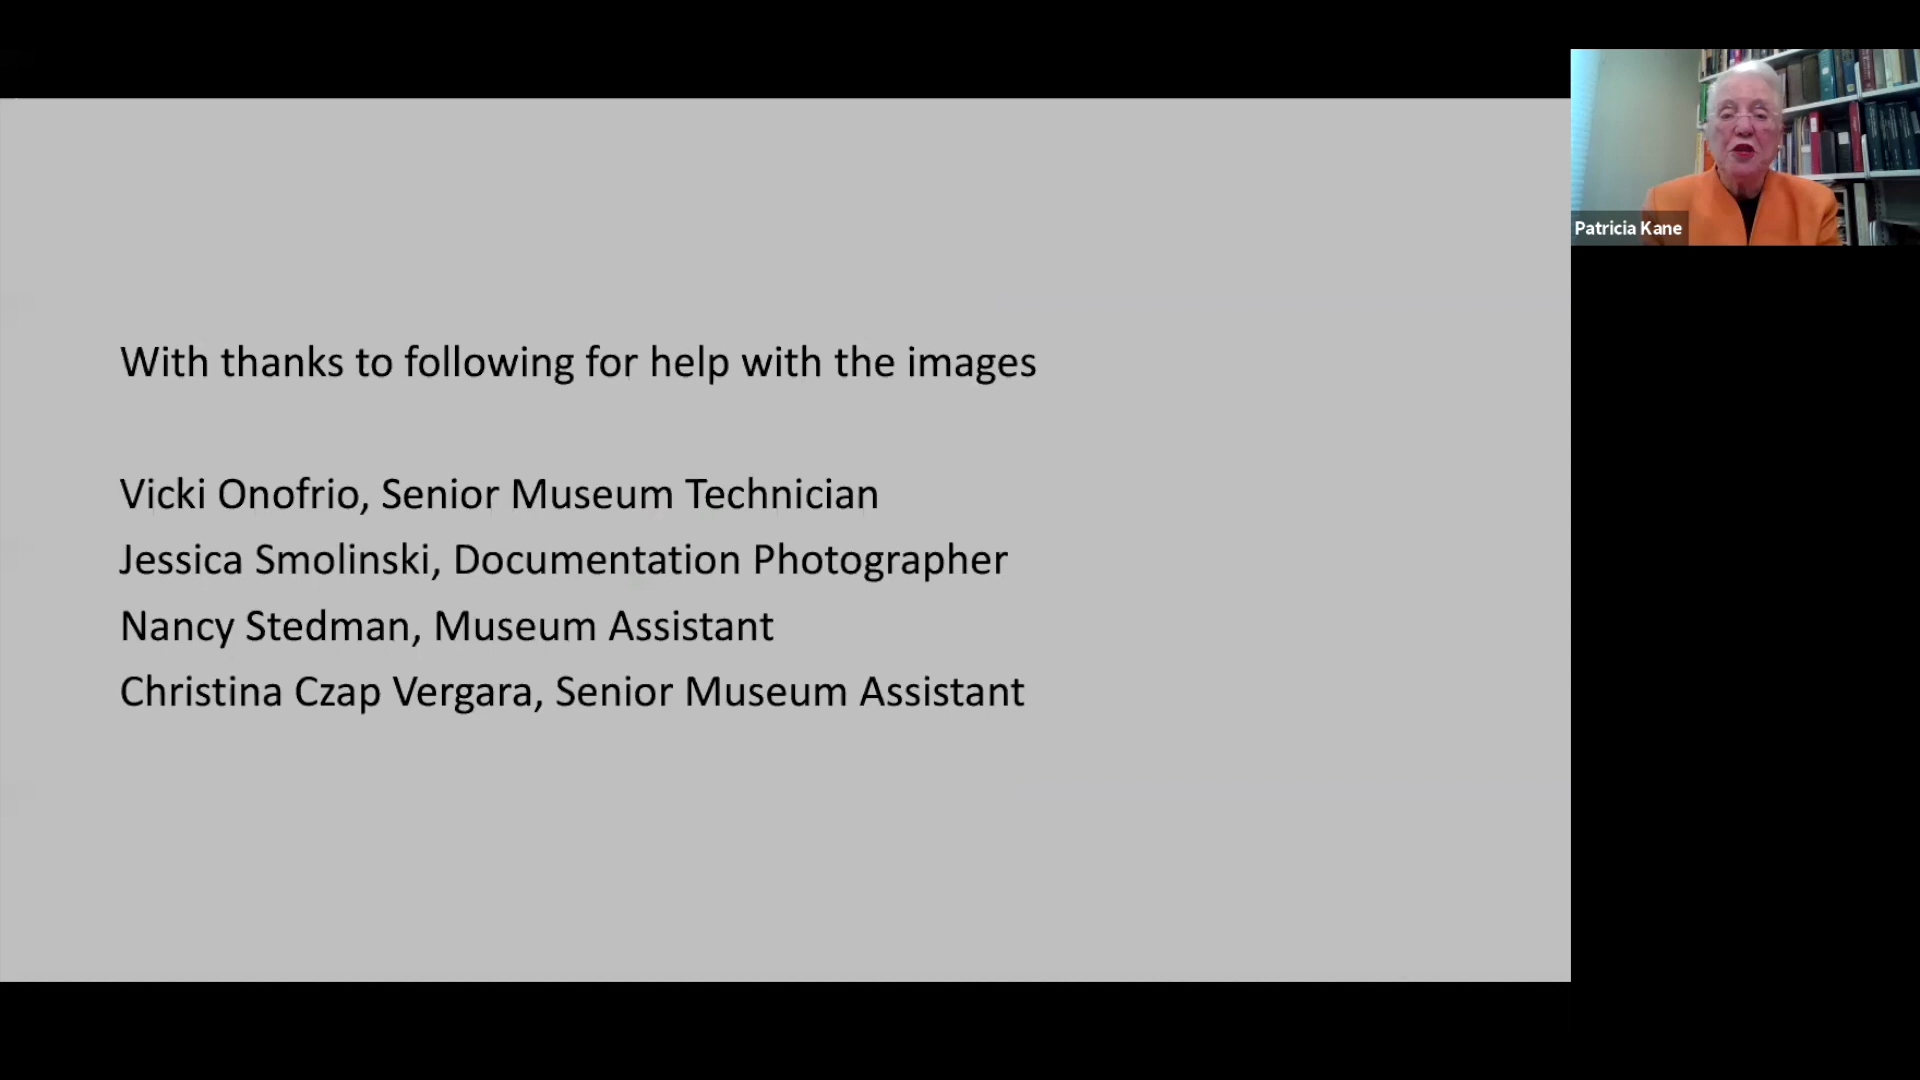 With thanks to following for help with the images
Vicki Onofrio, Senior Museum Technician
Jessica Smolinski, Documentation Photographer
Nancy Stedman, Museum Assistant
Christina Czap Vergara, Senior Museum Assistant
Patricia Kane